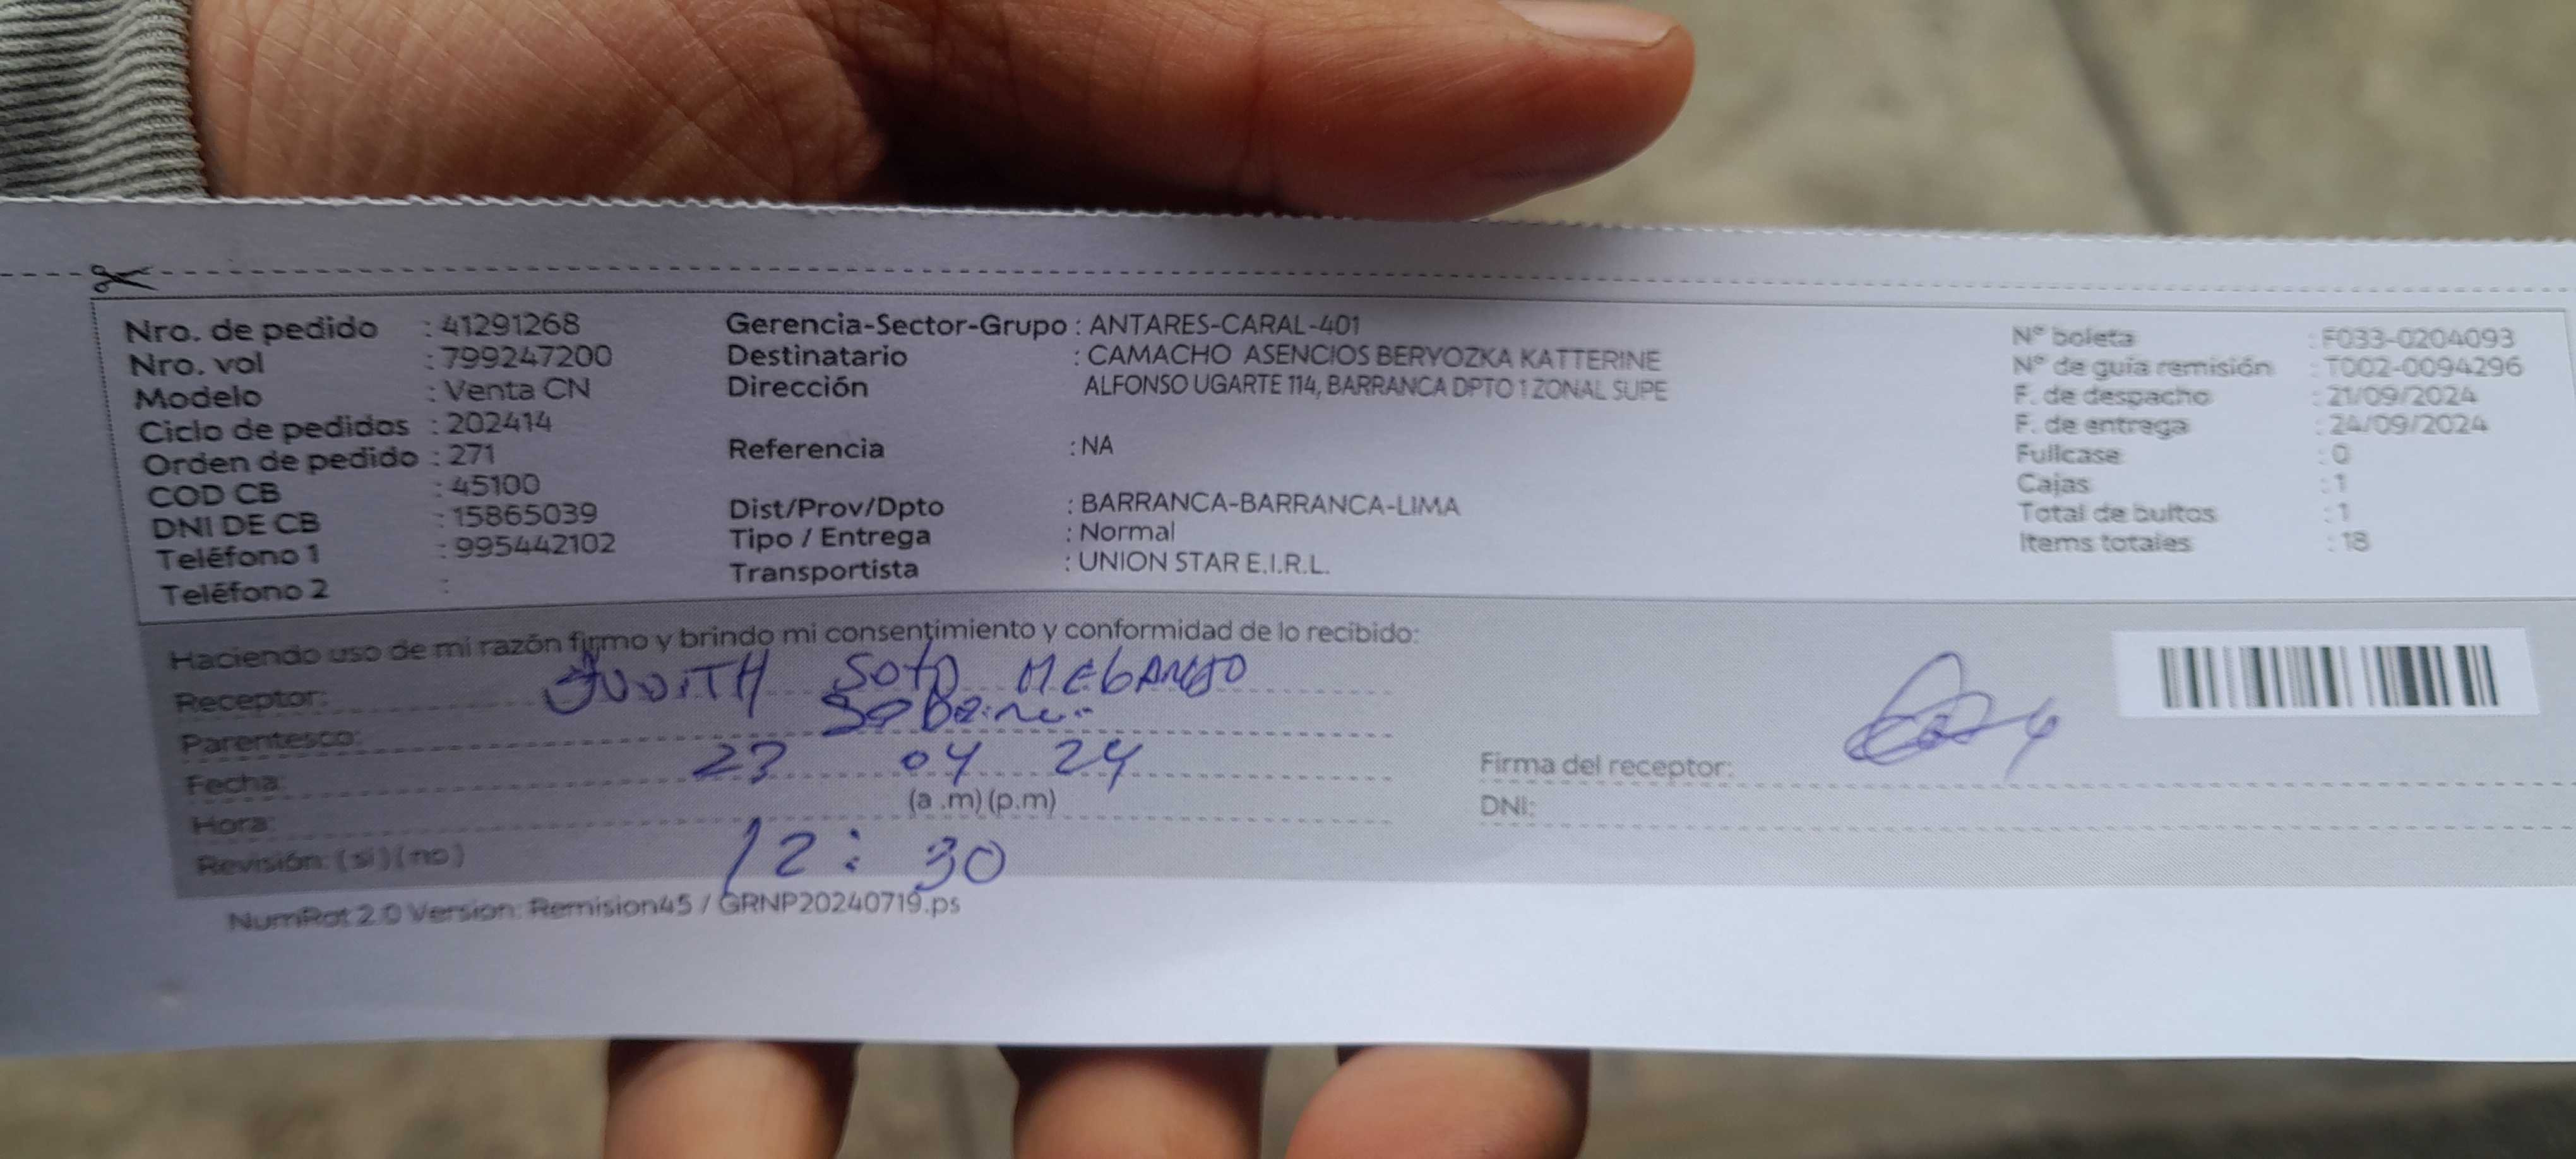 Nro. de pedido : 41291268
Nro. vol : 799247200
Modelo : Venta CN
Ciclo de pedidos : 202414
Orden de pedido : 271
COD CB : 45100
DNI DE CB : 15865039
Teléfono 1 : 995442102
Teléfono 2 :
Gerencia-Sector-Grupo : ANTARES-CARAL-401
Destinatario : CAMACHO ASENCIOS BERYOZKA KATTERINE
Dirección ALFONSO UGARTE 114, BARRANCA DPTO 1 ZONAL SUPE
Referencia : NA
Dist/Prov/Dpto : BARRANCA-BARRANCA-LIMA
Tipo / Entrega : Normal
Transportista : UNION STAR E.I.R.L.
N° boleta : F033-0204093
N° de guía remisión : T002-0094296
F. de despacho : 21/09/2024
F. de entrega : 24/09/2024
Fullcase : 0
Cajas : 1
Total de bultos : 1
Items totales : 18
Haciendo uso de mi razón firmo y brindo mi consentimiento y conformidad de lo recibido:
Receptor: JUDITH SOTO
Parentesco:
Fecha: 23 04 24
Hora: (a .m) (p.m)
12: 30
Revisión: ( si ) ( no )
Firma del receptor:
DNI:
NumRot 2.0 Version: Remision45 / GRNP20240719.ps